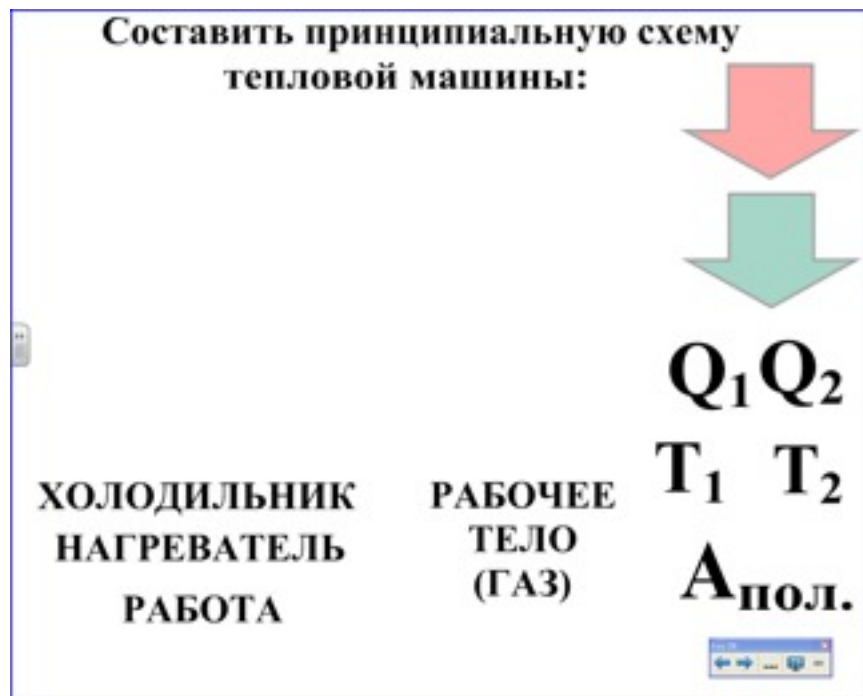 Составить принципиальную схему
тепловой машины:
Q₁ Q₂
T₁ T₂
ХОЛОДИЛЬНИК
НАГРЕВАТЕЛЬ
РАБОТА
РАБОЧЕЕ
ТЕЛО
(ГАЗ)
Aпол.